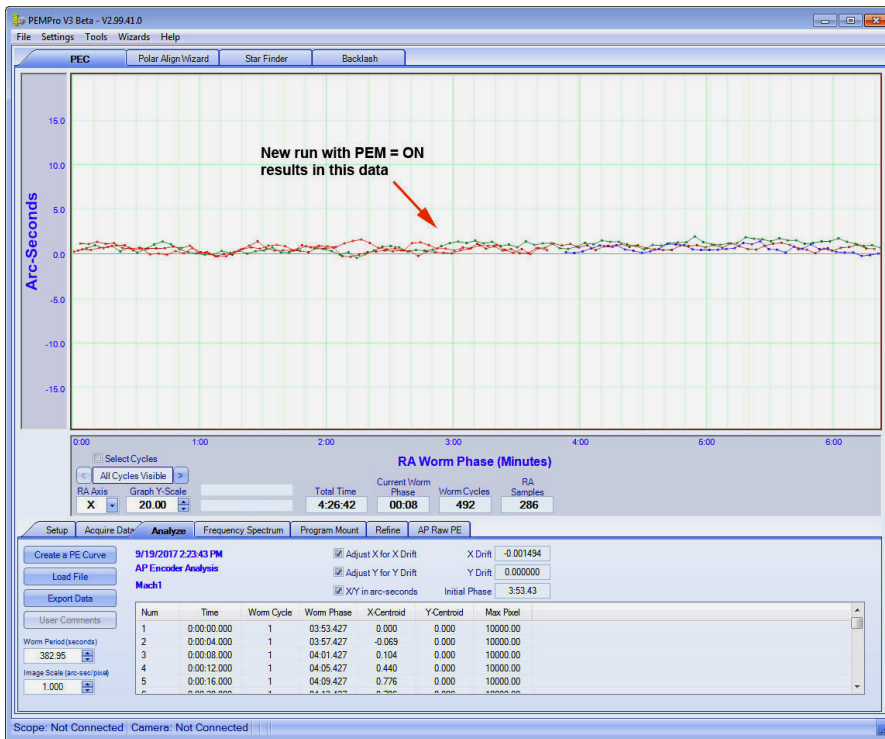 PEMPro V3 Beta - V2.99.41.0
File Settings Tools Wizards Help
PEC Polar Align Wizard Star Finder Backlash
Arc-Seconds
15.0
10.0
5.0
0.0
-5.0
-10.0
-15.0
New run with PEM = ON
results in this data
0:00 1:00 2:00 3:00 4:00 5:00 6:00
Select Cycles
RA Worm Phase (Minutes)
< All Cycles Visible >
RA Axis Graph Y-Scale Total Time Current Worm Phase Worm Cycles RA Samples
X 20.00 4:26:42 00:08 492 286
Setup Acquire Data Analyze Frequency Spectrum Program Mount Refine AP Raw PE
Create a PE Curve
Load File
Export Data
User Comments
Worm Period(seconds)
382.95
Image Scale (arc-sec/pixel)
1.000
9/19/2017 2:23:43 PM
AP Encoder Analysis
Mach1
Adjust X for X Drift X Drift -0.001494
Adjust Y for Y Drift Y Drift 0.000000
X/Y in arc-seconds Initial Phase 3:53.43
Num Time Worm Cycle Worm Phase X-Centroid Y-Centroid Max Pixel
1 0:00:00.000 1 03:53.427 0.000 0.000 10000.00
2 0:00:04.000 1 03:57.427 -0.069 0.000 10000.00
3 0:00:08.000 1 04:01.427 0.104 0.000 10000.00
4 0:00:12.000 1 04:05.427 0.440 0.000 10000.00
5 0:00:16.000 1 04:09.427 0.776 0.000 10000.00
Scope: Not Connected Camera: Not Connected